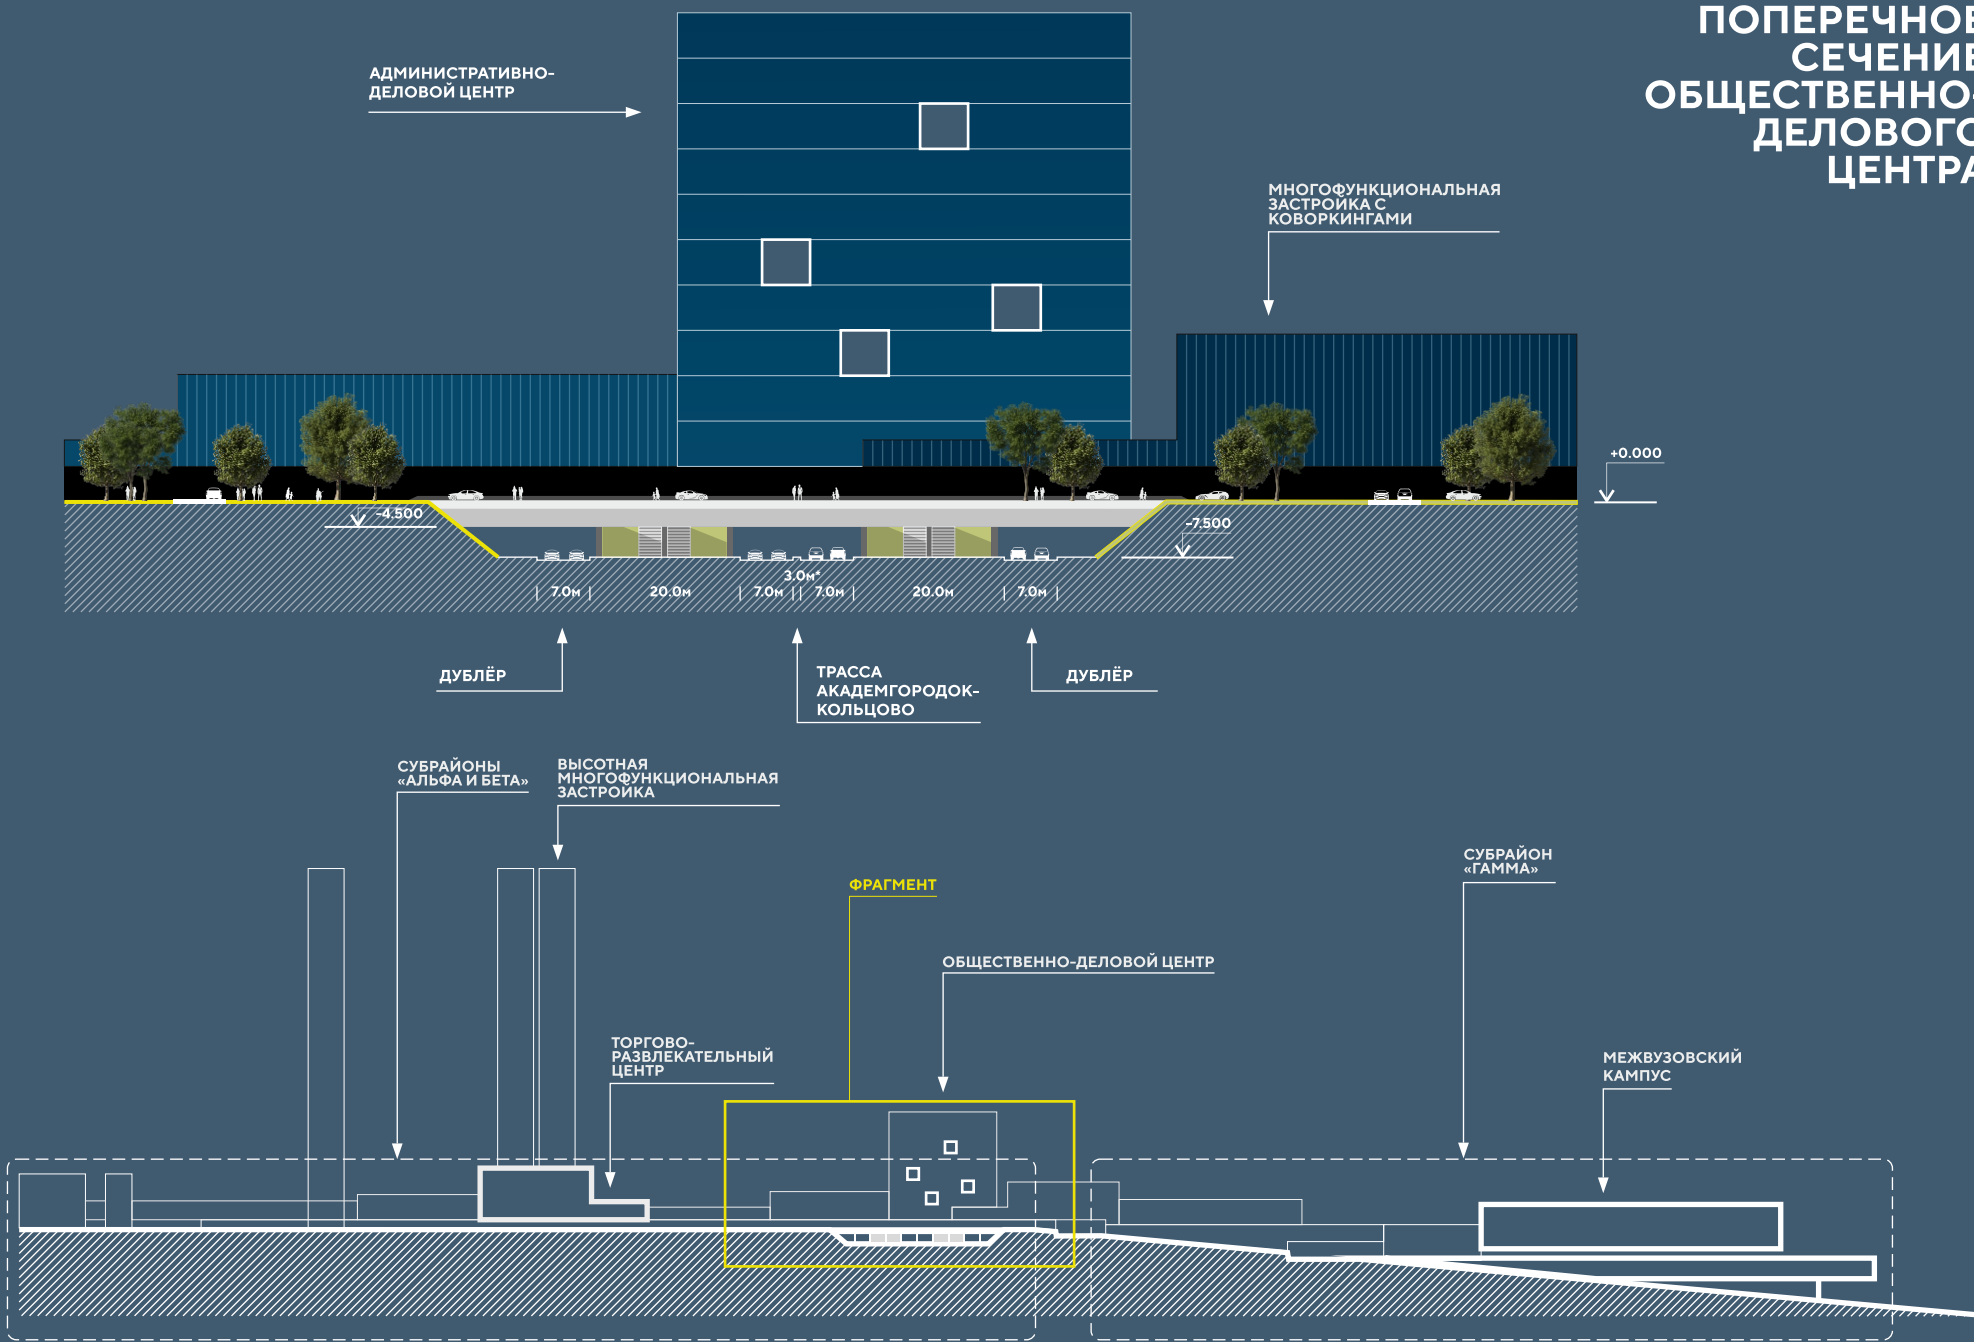 ПОПЕРЕЧНОЕ
СЕЧЕНИЕ
ОБЩЕСТВЕННО-
ДЕЛОВОГО
ЦЕНТРА
АДМИНИСТРАТИВНО-
ДЕЛОВОЙ ЦЕНТР
МНОГОФУНКЦИОНАЛЬНАЯ
ЗАСТРОЙКА С
КОВОРКИНГАМИ
+0.000
-4.500
-7.500
3.0м*
7.0м 20.0м 7.0м 7.0м 20.0м 7.0м
ДУБЛЁР
ТРАССА
АКАДЕМГОРОДОК-
КОЛЬЦОВО
ДУБЛЁР
СУБРАЙОНЫ
«АЛЬФА И БЕТА»
ВЫСОТНАЯ
МНОГОФУНКЦИОНАЛЬНАЯ
ЗАСТРОЙКА
ФРАГМЕНТ
СУБРАЙОН
«ГАММА»
ОБЩЕСТВЕННО-ДЕЛОВОЙ ЦЕНТР
ТОРГОВО-
РАЗВЛЕКАТЕЛЬНЫЙ
ЦЕНТР
МЕЖВУЗОВСКИЙ
КАМПУС